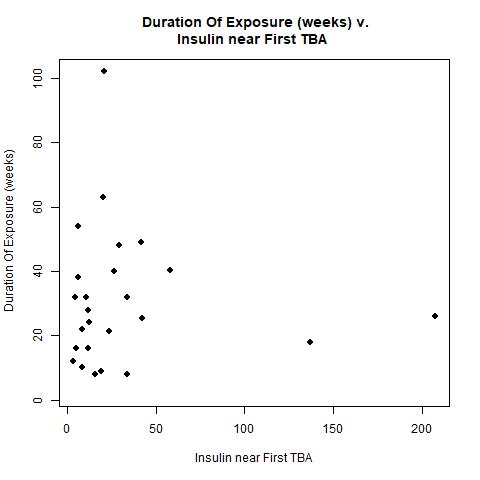 Duration Of Exposure (weeks) v.
Insulin near First TBA
Duration Of Exposure (weeks)
100
80
60
40
20
0
0 50 100 150 200
Insulin near First TBA